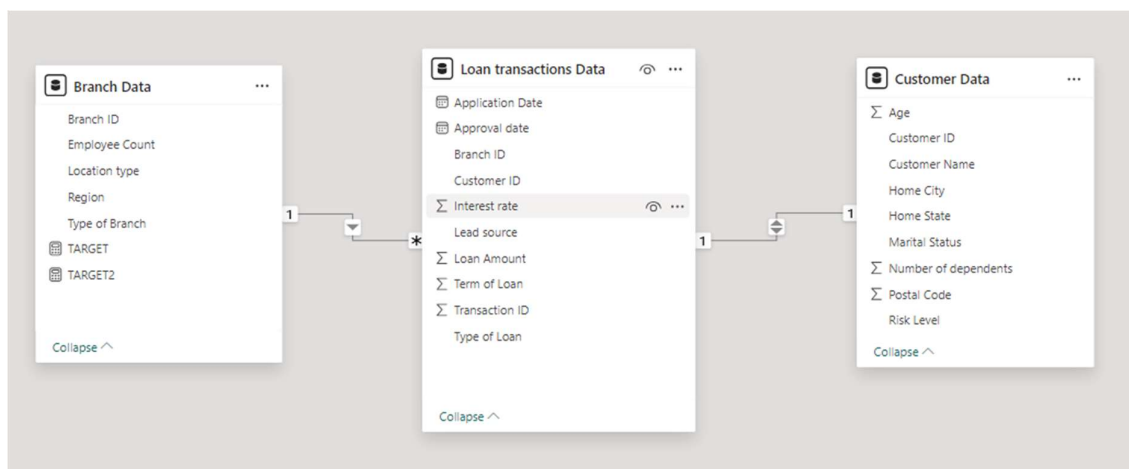 Branch Data
Branch ID
Employee Count
Location type
Region
Type of Branch
TARGET
TARGET2
Collapse
1
*
Loan transactions Data
Application Date
Approval date
Branch ID
Customer ID
Interest rate
Lead source
Loan Amount
Term of Loan
Transaction ID
Type of Loan
Collapse
1
1
Customer Data
Age
Customer ID
Customer Name
Home City
Home State
Marital Status
Number of dependents
Postal Code
Risk Level
Collapse